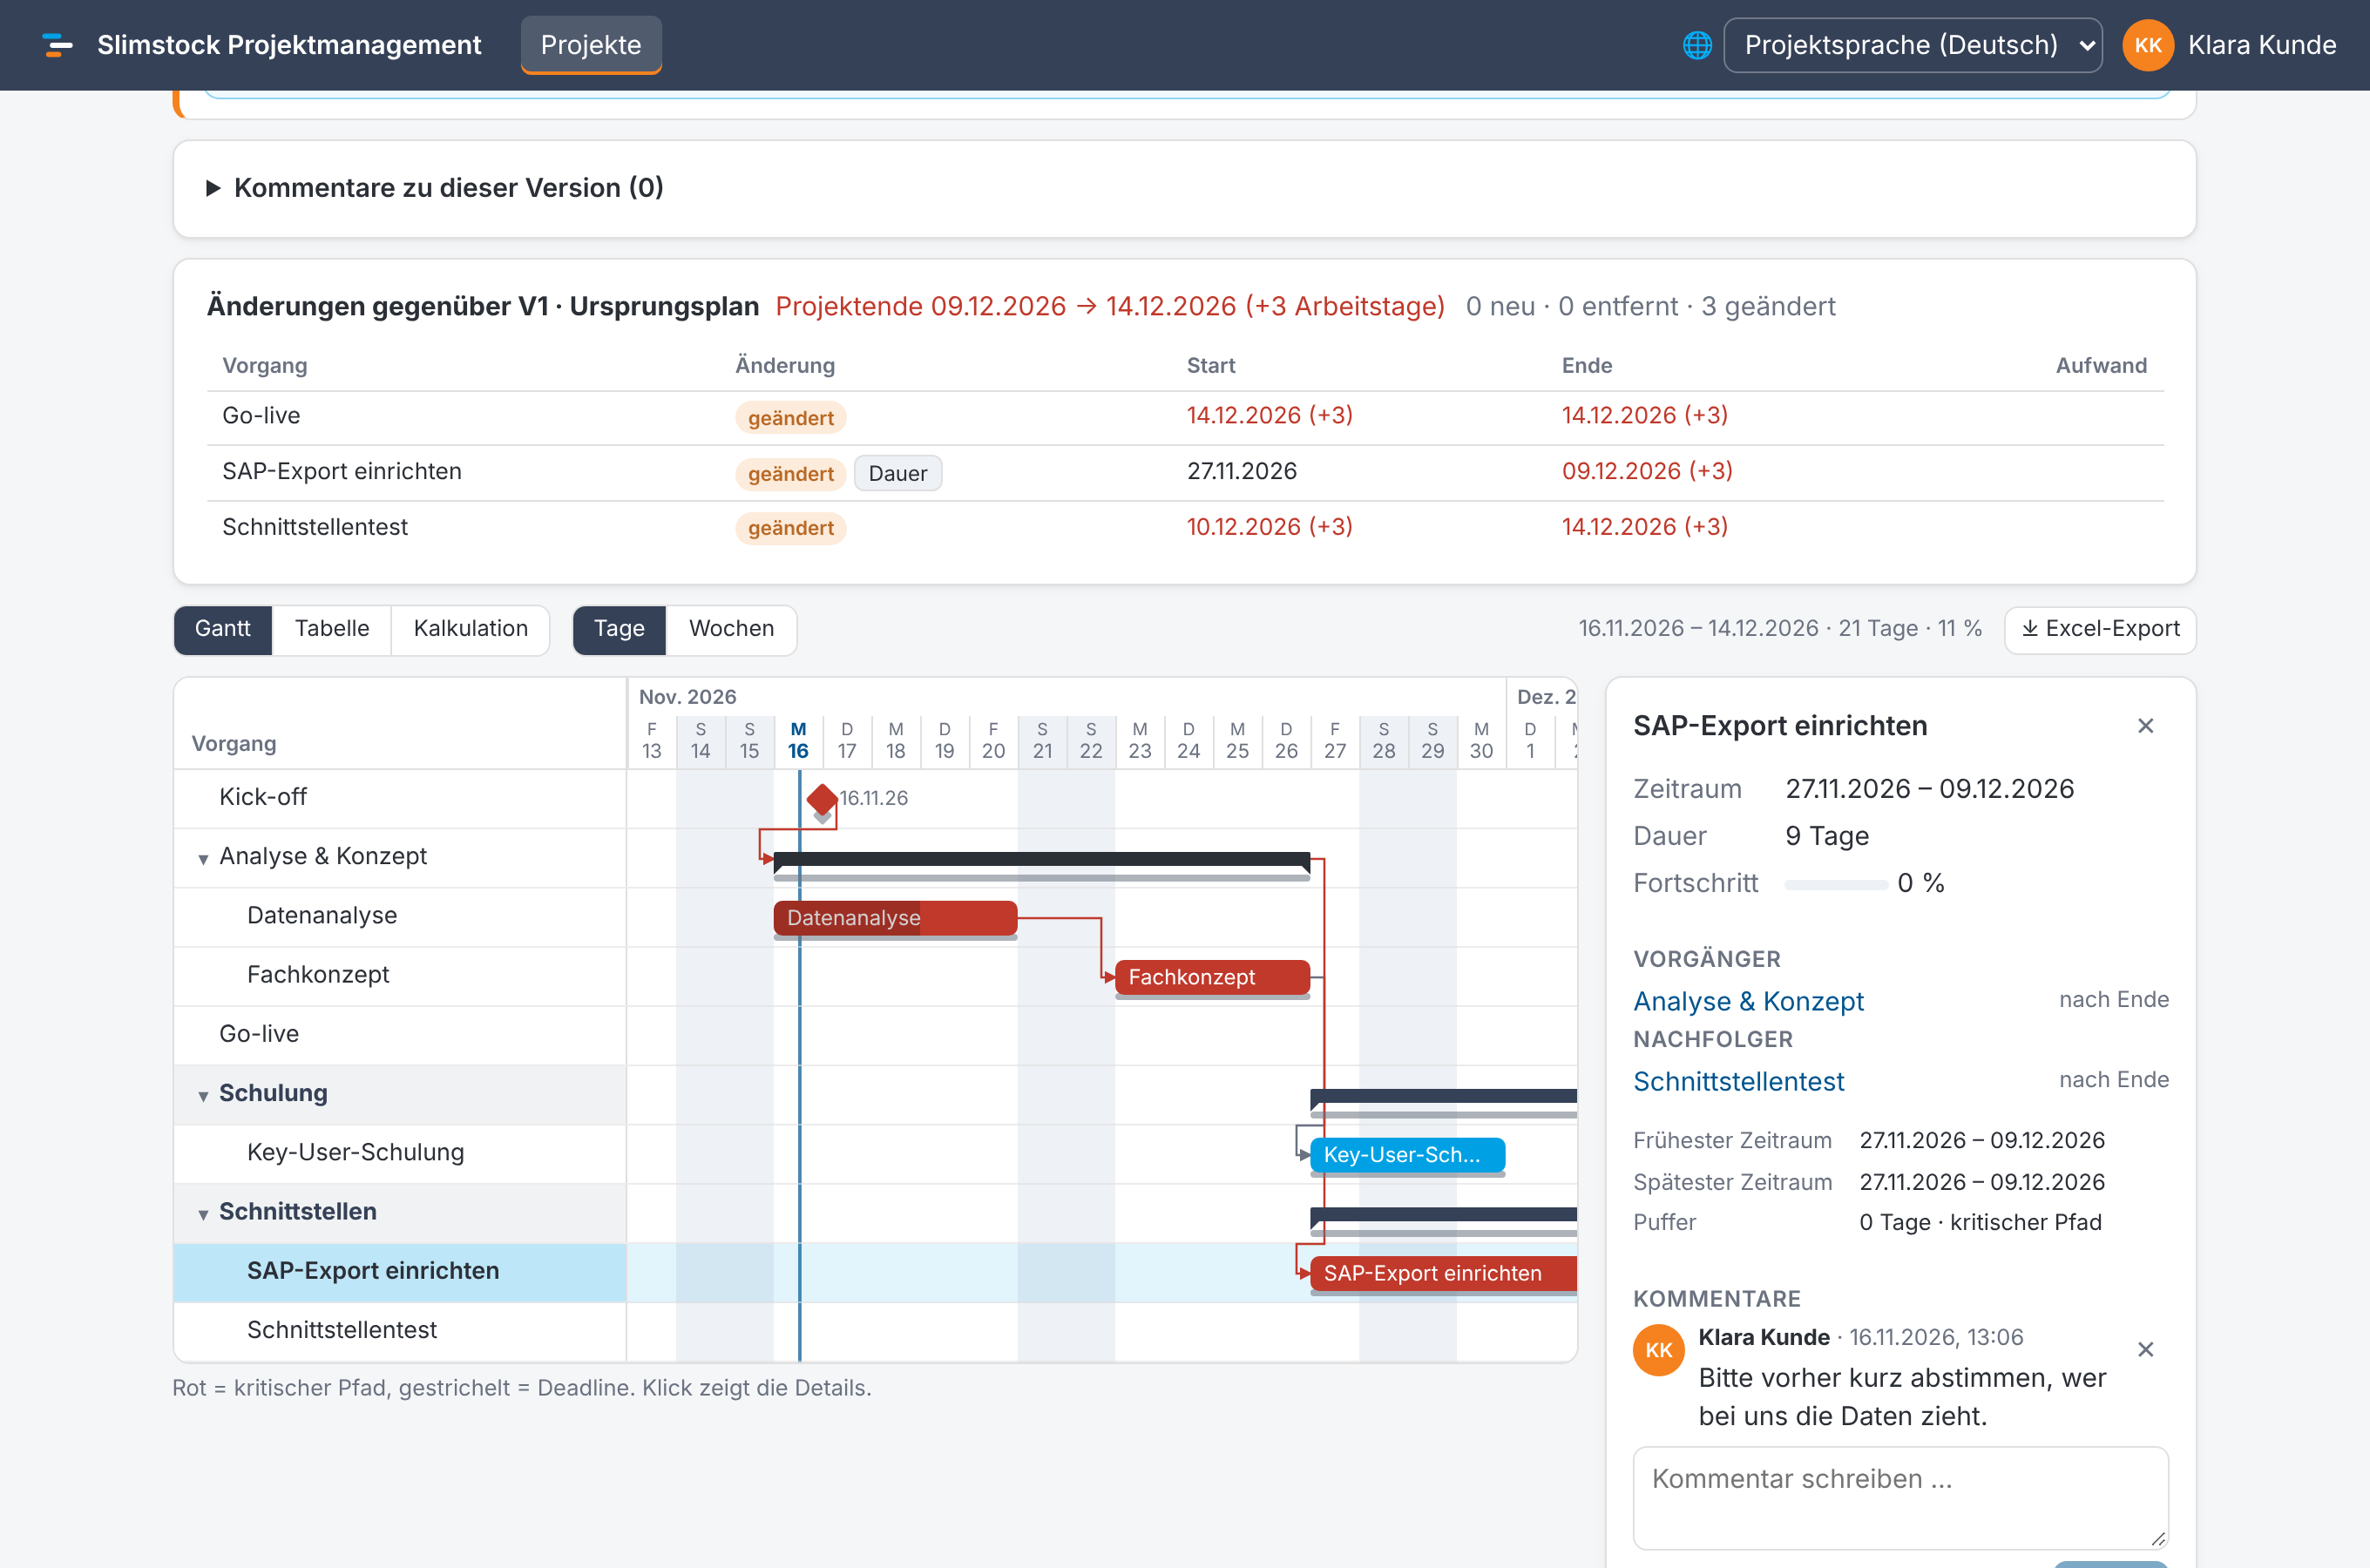 Slimstock Projektmanagement
Projekte
Projektsprache (Deutsch)
KK
Klara Kunde
Kommentare zu dieser Version (0)
Änderungen gegenüber V1 · Ursprungsplan Projektende 09.12.2026 → 14.12.2026 (+3 Arbeitstage) 0 neu · 0 entfernt · 3 geändert
Vorgang Änderung Start Ende Aufwand
Go-live geändert 14.12.2026 (+3) 14.12.2026 (+3)
SAP-Export einrichten geändert Dauer 27.11.2026 09.12.2026 (+3)
Schnittstellentest geändert 10.12.2026 (+3) 14.12.2026 (+3)
Gantt Tabelle Kalkulation Tage Wochen
16.11.2026 – 14.12.2026 · 21 Tage · 11 % Excel-Export
Nov. 2026 Dez. 2
Vorgang
F S S M D M D F S S M D M D F S S M D
13 14 15 16 17 18 19 20 21 22 23 24 25 26 27 28 29 30 1
Kick-off 16.11.26
Analyse & Konzept
Datenanalyse Datenanalyse
Fachkonzept Fachkonzept
Go-live
Schulung
Key-User-Schulung Key-User-Sch...
Schnittstellen
SAP-Export einrichten SAP-Export einrichten
Schnittstellentest
Rot = kritischer Pfad, gestrichelt = Deadline. Klick zeigt die Details.
SAP-Export einrichten
Zeitraum 27.11.2026 – 09.12.2026
Dauer 9 Tage
Fortschritt 0 %
VORGÄNGER
Analyse & Konzept nach Ende
NACHFOLGER
Schnittstellentest nach Ende
Frühester Zeitraum 27.11.2026 – 09.12.2026
Spätester Zeitraum 27.11.2026 – 09.12.2026
Puffer 0 Tage · kritischer Pfad
KOMMENTARE
KK
Klara Kunde · 16.11.2026, 13:06
Bitte vorher kurz abstimmen, wer
bei uns die Daten zieht.
Kommentar schreiben ...